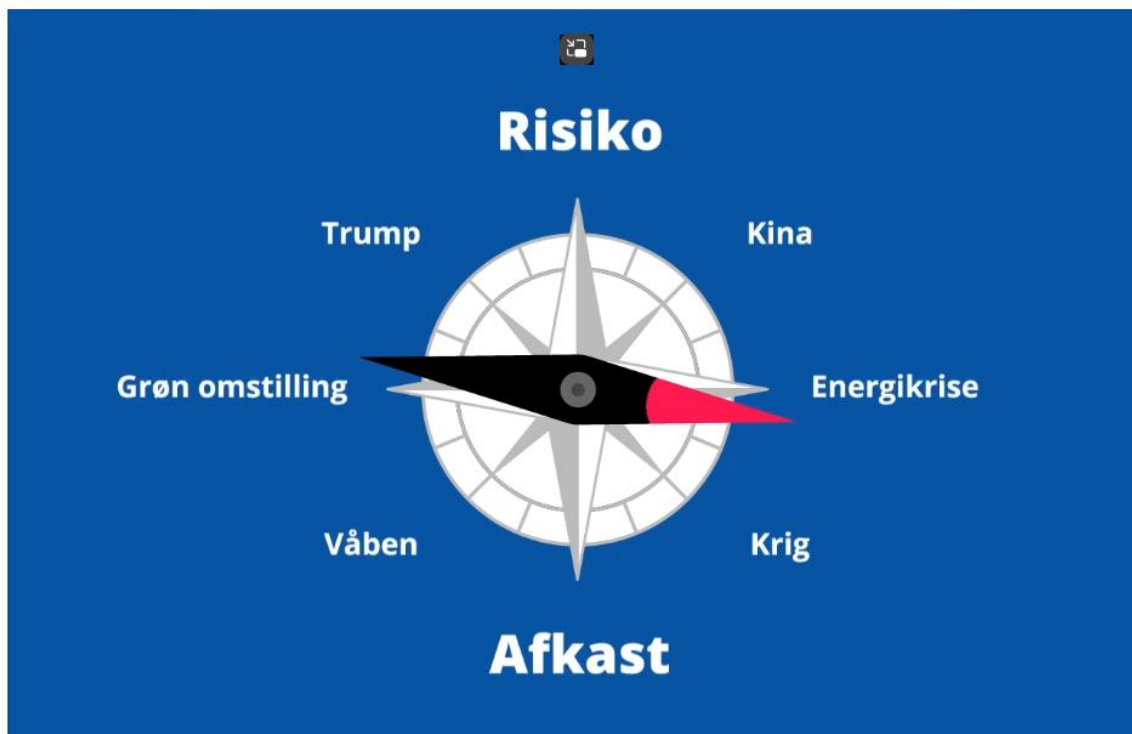 Risiko
Trump
Kina
Grøn omstilling
Energikrise
Våben
Krig
Afkast